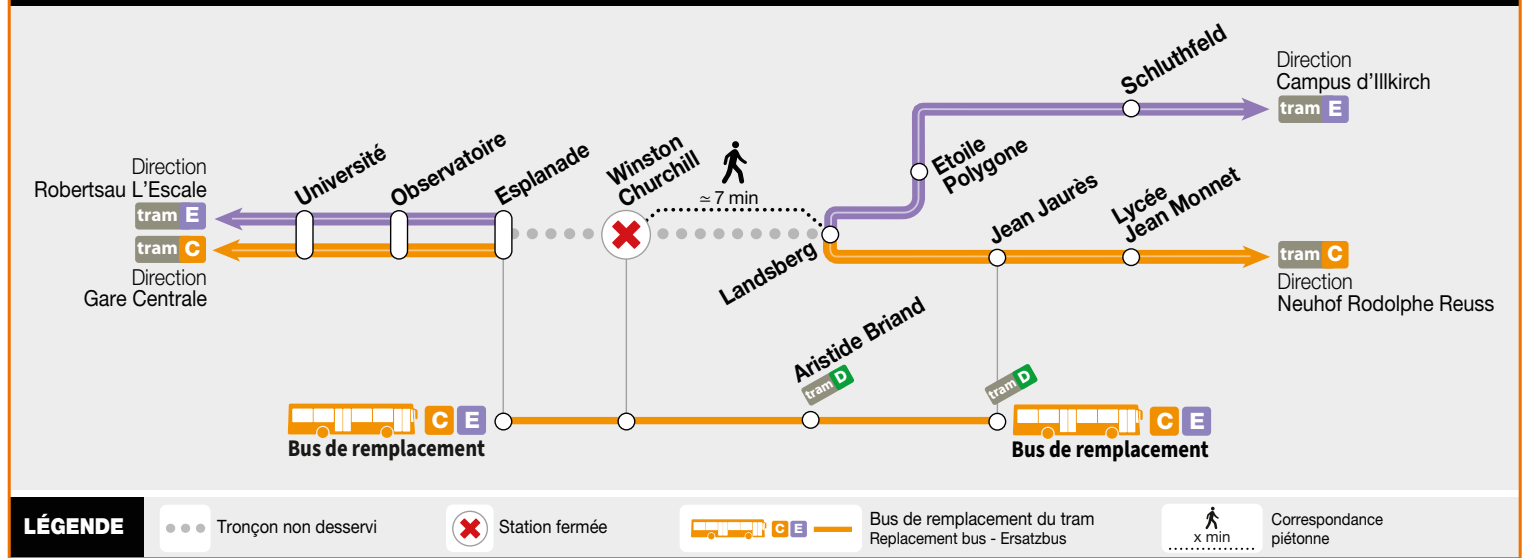 Direction
Robertsau L'Escale
tram E
tram C
Direction
Gare Centrale
Université
Observatoire
Esplanade
Winston
Churchill
≃ 7 min
Landsberg
Etoile
Polygone
Schluthfeld
Direction
Campus d'Illkirch
tram E
Jean Jaurès
Lycée
Jean Monnet
tram C
Direction
Neuhof Rodolphe Reuss
Aristide Briand
tram D
tram D
C E
Bus de remplacement
C E
Bus de remplacement
LÉGENDE
Tronçon non desservi
Station fermée
C E
Bus de remplacement du tram
Replacement bus - Ersatzbus
x min
Correspondance
piétonne